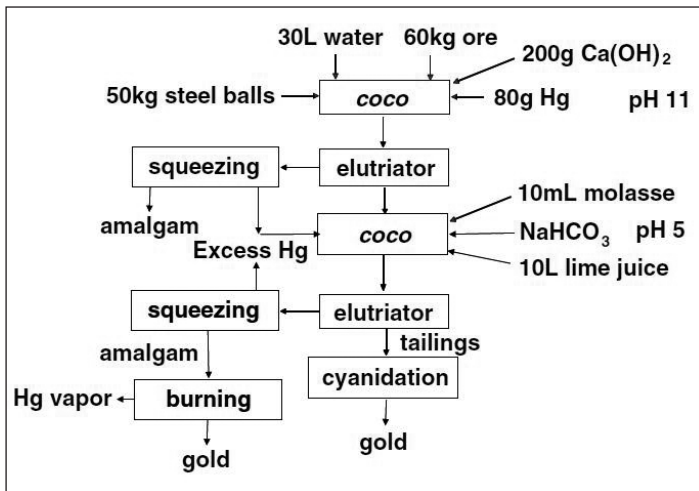 30L water 60kg ore
200g Ca(OH)2
50kg steel balls coco 80g Hg pH 11
squeezing elutriator
10mL molasse
amalgam coco NaHCO3 pH 5
Excess Hg 10L lime juice
squeezing elutriator
amalgam tailings
cyanidation
Hg vapor burning
gold gold